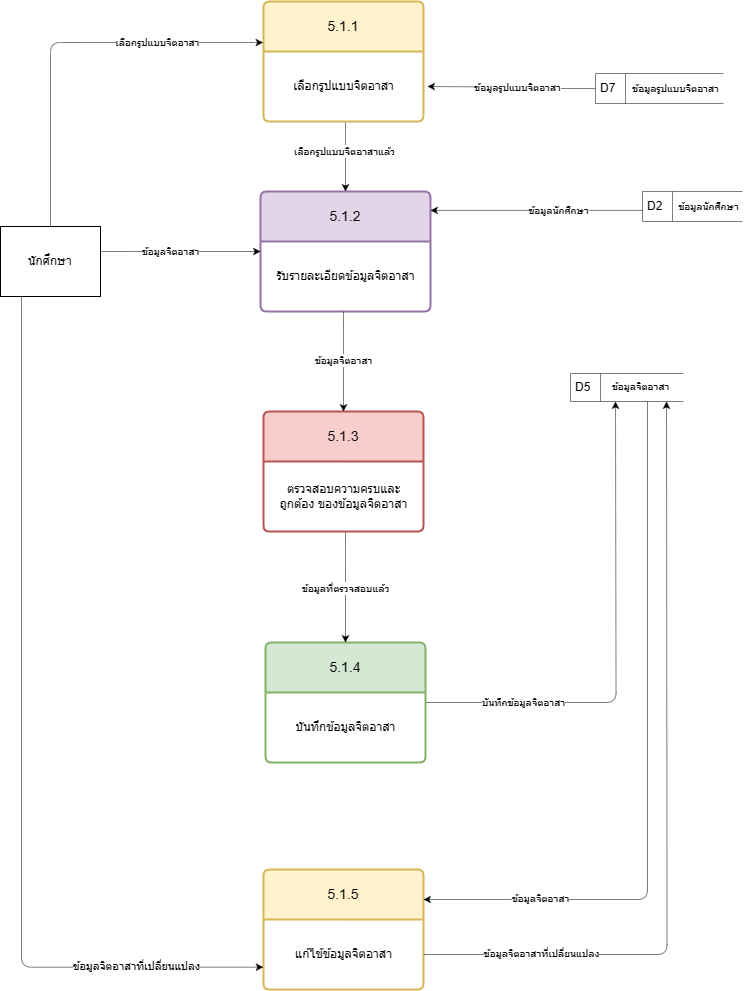 5.1.1
เลือกรูปแบบจิตอาสา
เลือกรูปแบบจิตอาสา
ข้อมูลรูปแบบจิตอาสา
D7
ข้อมูลรูปแบบจิตอาสา
เลือกรูปแบบจิตอาสาแล้ว
5.1.2
ข้อมูลนักศึกษา
D2
ข้อมูลนักศึกษา
นักศึกษา
ข้อมูลจิตอาสา
รับรายละเอียดข้อมูลจิตอาสา
ข้อมูลจิตอาสา
D5
ข้อมูลจิตอาสา
5.1.3
ตรวจสอบความครบและ
ถูกต้อง ของข้อมูลจิตอาสา
ข้อมูลที่ตรวจสอบแล้ว
5.1.4
บันทึกข้อมูลจิตอาสา
บันทึกข้อมูลจิตอาสา
5.1.5
ข้อมูลจิตอาสา
แก้ไข้ข้อมูลจิตอาสา
ข้อมูลจิตอาสาที่เปลี่ยนแปลง
ข้อมูลจิตอาสาที่เปลี่ยนแปลง